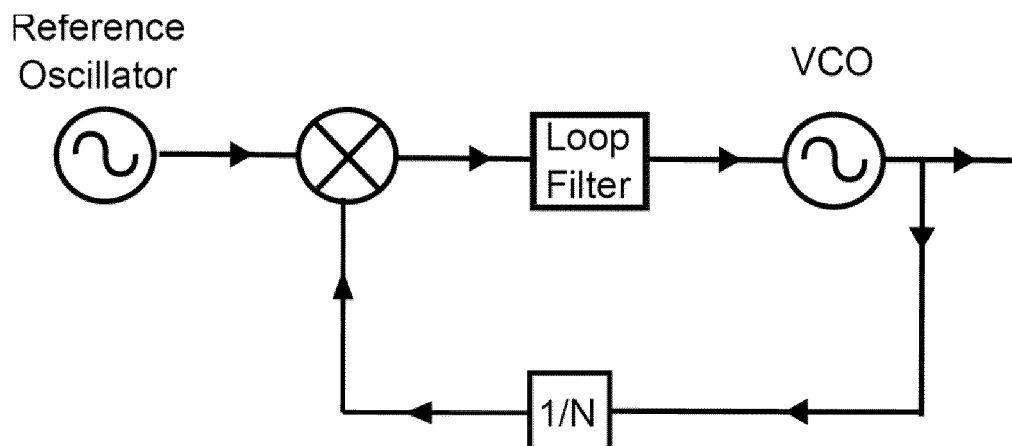 Reference
Oscillator
VCO
Loop
Filter
1/N